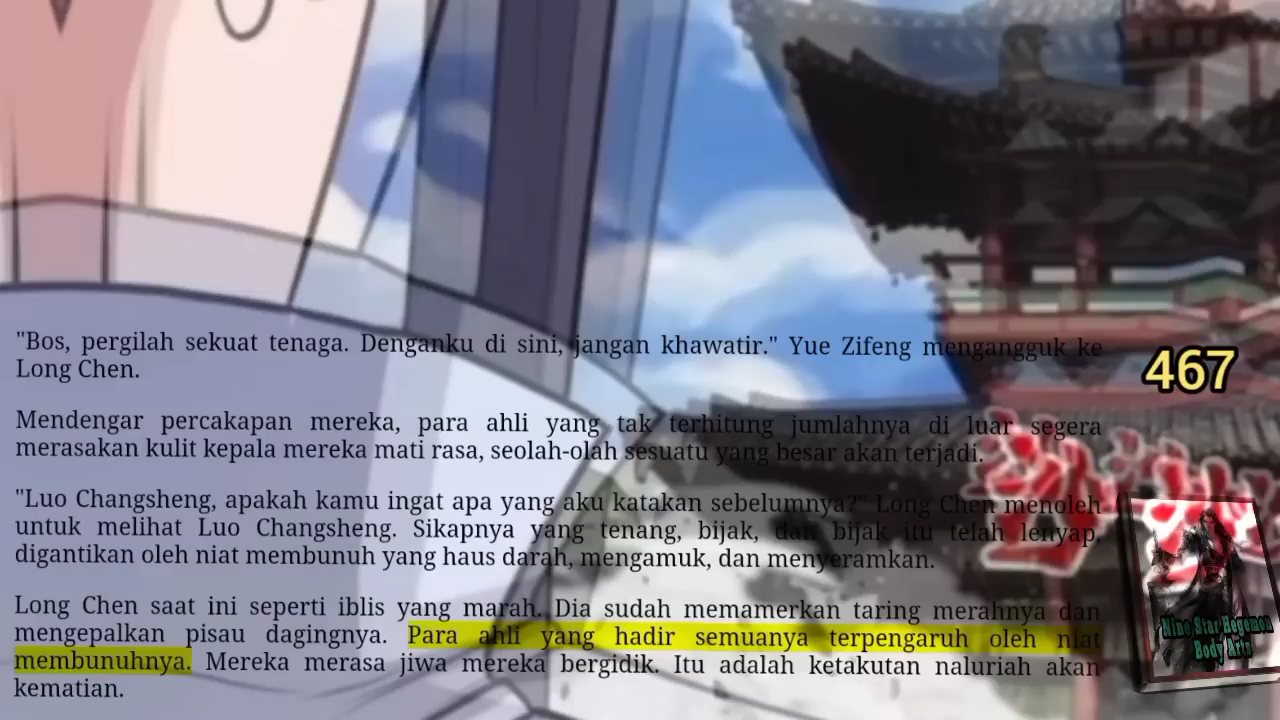 "Bos, pergilah sekuat tenaga. Denganku di sini, jangan khawatir." Yue Zifeng mengangguk ke
Long Chen.
Mendengar percakapan mereka, para ahli yang tak terhitung jumlahnya di luar segera
merasakan kulit kepala mereka mati rasa, seolah-olah sesuatu yang besar akan terjadi.
"Luo Changsheng, apakah kamu ingat apa yang aku katakan sebelumnya?" Long Chen menoleh
untuk melihat Luo Changsheng. Sikapnya yang tenang, bijak, dan bijak itu telah lenyap,
digantikan oleh niat membunuh yang haus darah, mengamuk, dan menyeramkan.
Long Chen saat ini seperti iblis yang marah. Dia sudah memamerkan taring merahnya dan
mengepalkan pisau dagingnya. Para ahli yang hadir semuanya terpengaruh oleh niat
membunuhnya. Mereka merasa jiwa mereka bergidik. Itu adalah ketakutan naluriah akan
kematian.
467
Nine Star Hegemon
Body Arts